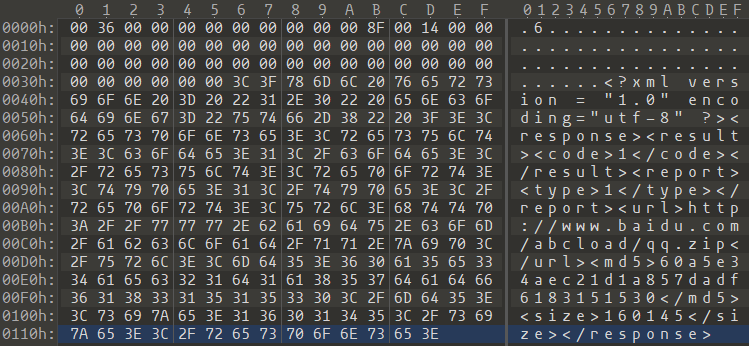 0 1 2 3 4 5 6 7 8 9 A B C D E F 0123456789ABCDEF
0000h: 00 36 00 00 00 00 00 00 00 00 00 8F 00 14 00 00 .6..............
0010h: 00 00 00 00 00 00 00 00 00 00 00 00 00 00 00 00 ................
0020h: 00 00 00 00 00 00 00 00 00 00 00 00 00 00 00 00 ................
0030h: 00 00 00 00 00 00 3C 3F 78 6D 6C 20 76 65 72 73 ......<?xml vers
0040h: 69 6F 6E 20 3D 20 22 31 2E 30 22 20 65 6E 63 6F ion = "1.0" enco
0050h: 64 69 6E 67 3D 22 75 74 66 2D 38 22 20 3F 3E 3C ding="utf-8" ?><
0060h: 72 65 73 70 6F 6E 73 65 3E 3C 72 65 73 75 6C 74 response><result
0070h: 3E 3C 63 6F 64 65 3E 31 3C 2F 63 6F 64 65 3E 3C ><code>1</code><
0080h: 2F 72 65 73 75 6C 74 3E 3C 72 65 70 6F 72 74 3E /result><report>
0090h: 3C 74 79 70 65 3E 31 3C 2F 74 79 70 65 3E 3C 2F <type>1</type></
00A0h: 72 65 70 6F 72 74 3E 3C 75 72 6C 3E 68 74 74 70 report><url>http
00B0h: 3A 2F 2F 77 77 77 2E 62 61 69 64 75 2E 63 6F 6D ://www.baidu.com
00C0h: 2F 61 62 63 6C 6F 61 64 2F 71 71 2E 7A 69 70 3C /abcload/qq.zip<
00D0h: 2F 75 72 6C 3E 3C 6D 64 35 3E 36 30 61 35 65 33 /url><md5>60a5e3
00E0h: 34 61 65 63 32 31 64 31 61 38 35 37 64 61 64 66 4aec21d1a857dadf
00F0h: 36 31 38 33 31 35 31 35 33 30 3C 2F 6D 64 35 3E 6183151530</md5>
0100h: 3C 73 69 7A 65 3E 31 36 30 31 34 35 3C 2F 73 69 <size>160145</si
0110h: 7A 65 3E 3C 2F 72 65 73 70 6F 6E 73 65 3E ze></response>